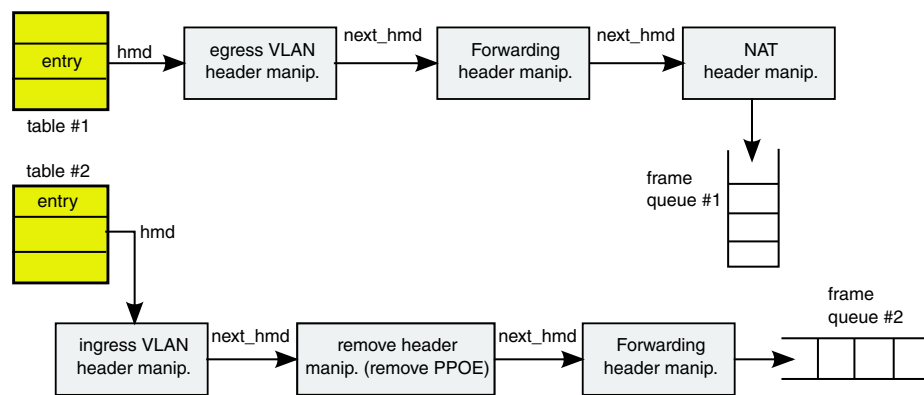 entry
hmd
egress VLAN
header manip.
next_hmd
Forwarding
header manip.
next_hmd
NAT
header manip.
table #1
table #2
entry
hmd
frame
queue #1
ingress VLAN
header manip.
next_hmd
remove header
manip. (remove PPOE)
next_hmd
Forwarding
header manip.
frame
queue #2